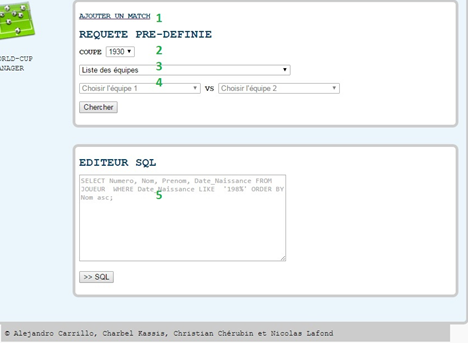 AJOUTER UN MATCH 1
REQUETE PRE-DEFINIE
COUPE 1930 2
Liste des équipes 3
4
Choisir l'équipe 1 VS Choisir l'équipe 2
Chercher
ORLD-CUP
ANAGER
EDITEUR SQL
SELECT Numero, Nom, Prenom, Date_Naissance FROM
JOUEUR WHERE Date_Naissance LIKE '198%' ORDER BY
Nom asc;
5
>> SQL
© Alejandro Carrillo, Charbel Kassis, Christian Chérubin et Nicolas Lafond